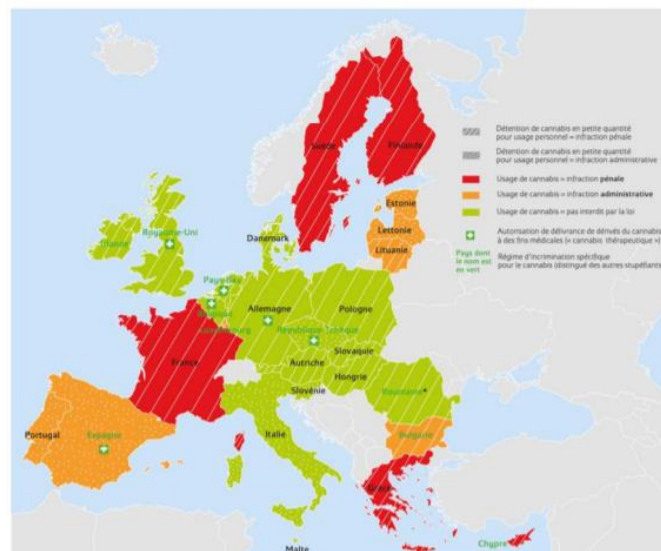 Détention de cannabis en petite quantité
pour usage personnel = infraction pénale
Détention de cannabis en petite quantité
pour usage personnel = infraction administrative
Usage de cannabis = infraction pénale
Usage de cannabis = infraction administrative
Usage de cannabis = pas interdit par la loi
Autorisation de délivrance de dérivés du cannabis
à des fins médicales (« cannabis thérapeutique »)
Pays dont
le nom est
en vert
Régime d'incrimination spécifique
pour le cannabis (distingué des autres stupéfiants)
Suède
Finlande
Estonie
Lettonie
Lituanie
Royaume-Uni
Irlande
Danemark
Pays-Bas
Allemagne
Pologne
République Tchèque
France
Slovaquie
Autriche
Hongrie
Slovénie
Roumanie*
Portugal
Espagne
Italie
Bulgarie
Grèce
Malte
Chypre